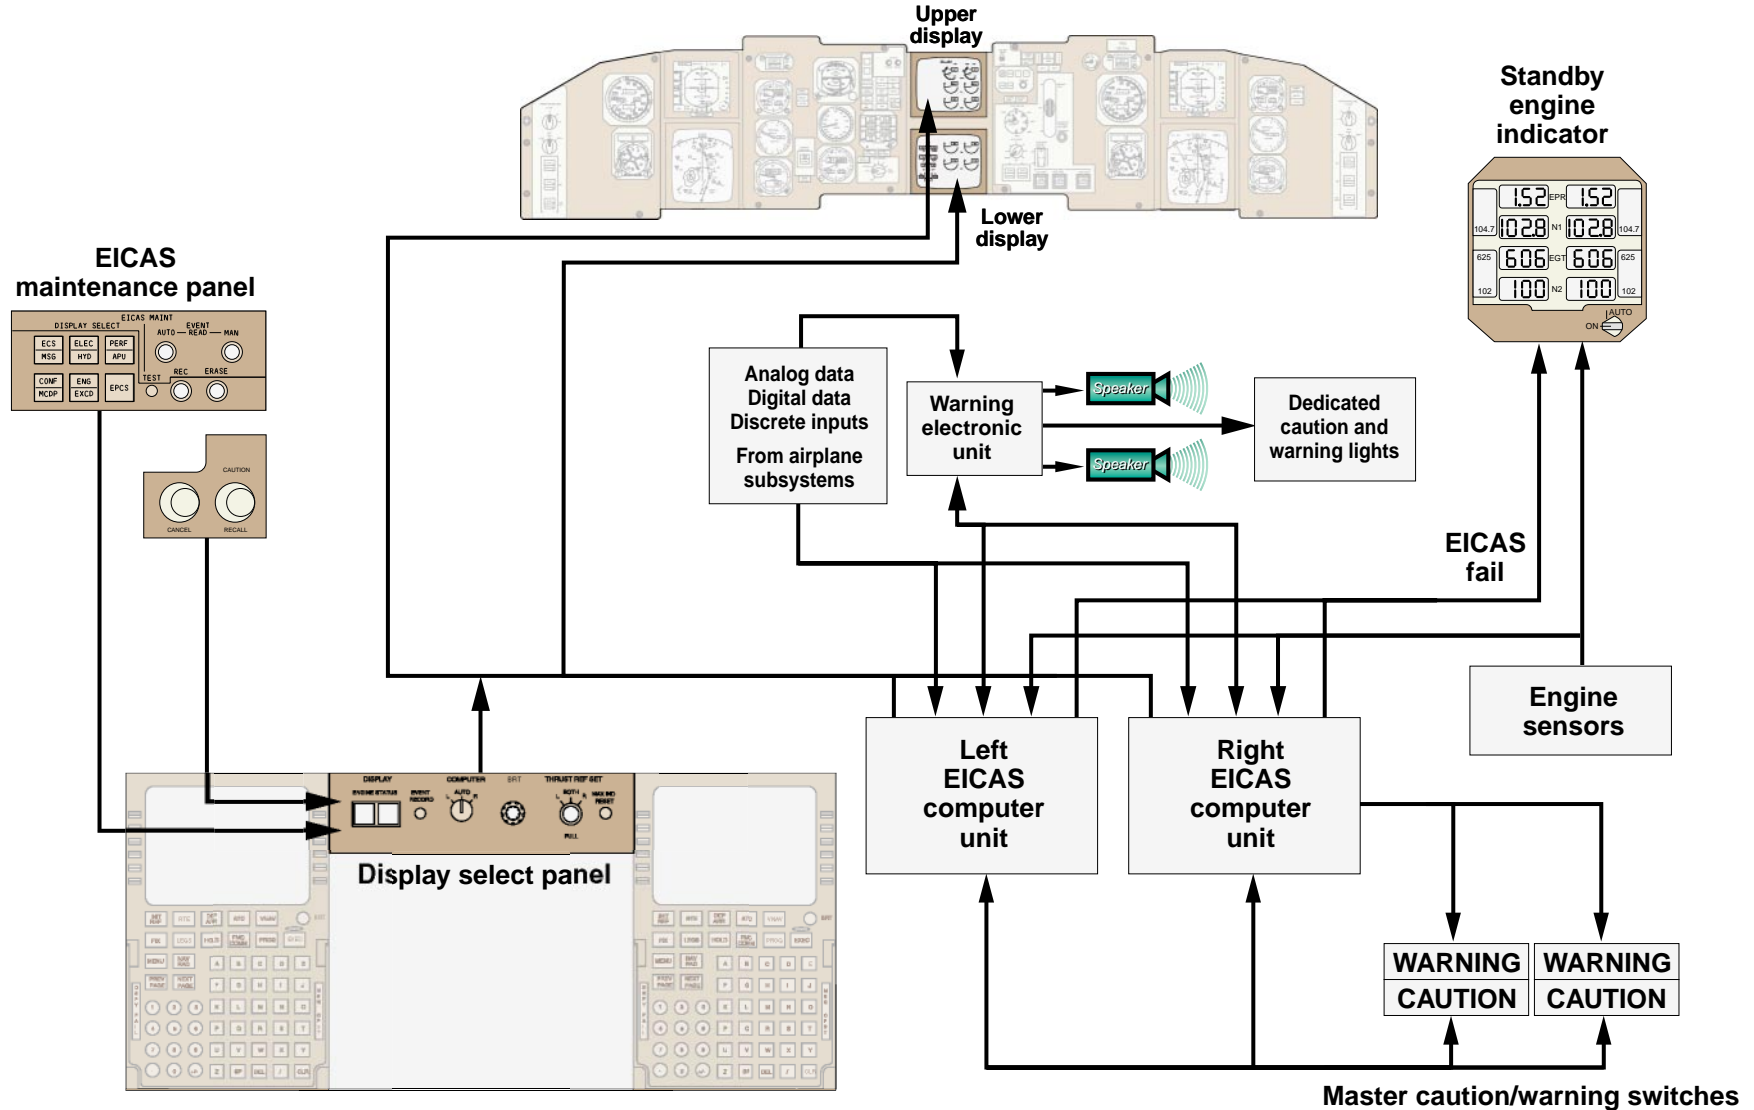 Upper
display
Lower
display
Standby
engine
indicator
1.52 EPR 1.52
104.7 102.8 N1 102.8 104.7
625 606 EGT 606 625
102 100 N2 100 102
AUTO
ON
EICAS
maintenance panel
EICAS MAINT
DISPLAY SELECT
EVENT
AUTO READ MAN
ECS ELEC PERF
MSG HYD APU
CONF ENG EPCS
MCDP EXCD
TEST REC ERASE
CAUTION
CANCEL RECALL
Analog data
Digital data
Discrete inputs
From airplane
subsystems
Warning
electronic
unit
Speaker
Speaker
Dedicated
caution and
warning lights
EICAS
fail
Engine
sensors
Left
EICAS
computer
unit
Right
EICAS
computer
unit
DISPLAY COMPUTER BRT THRUST REF SET
ENGINE STATUS EVENT
RECORD
L AUTO R
L BOTH R
MAX IND
RESET
PULL
Display select panel
WARNING WARNING
CAUTION CAUTION
Master caution/warning switches